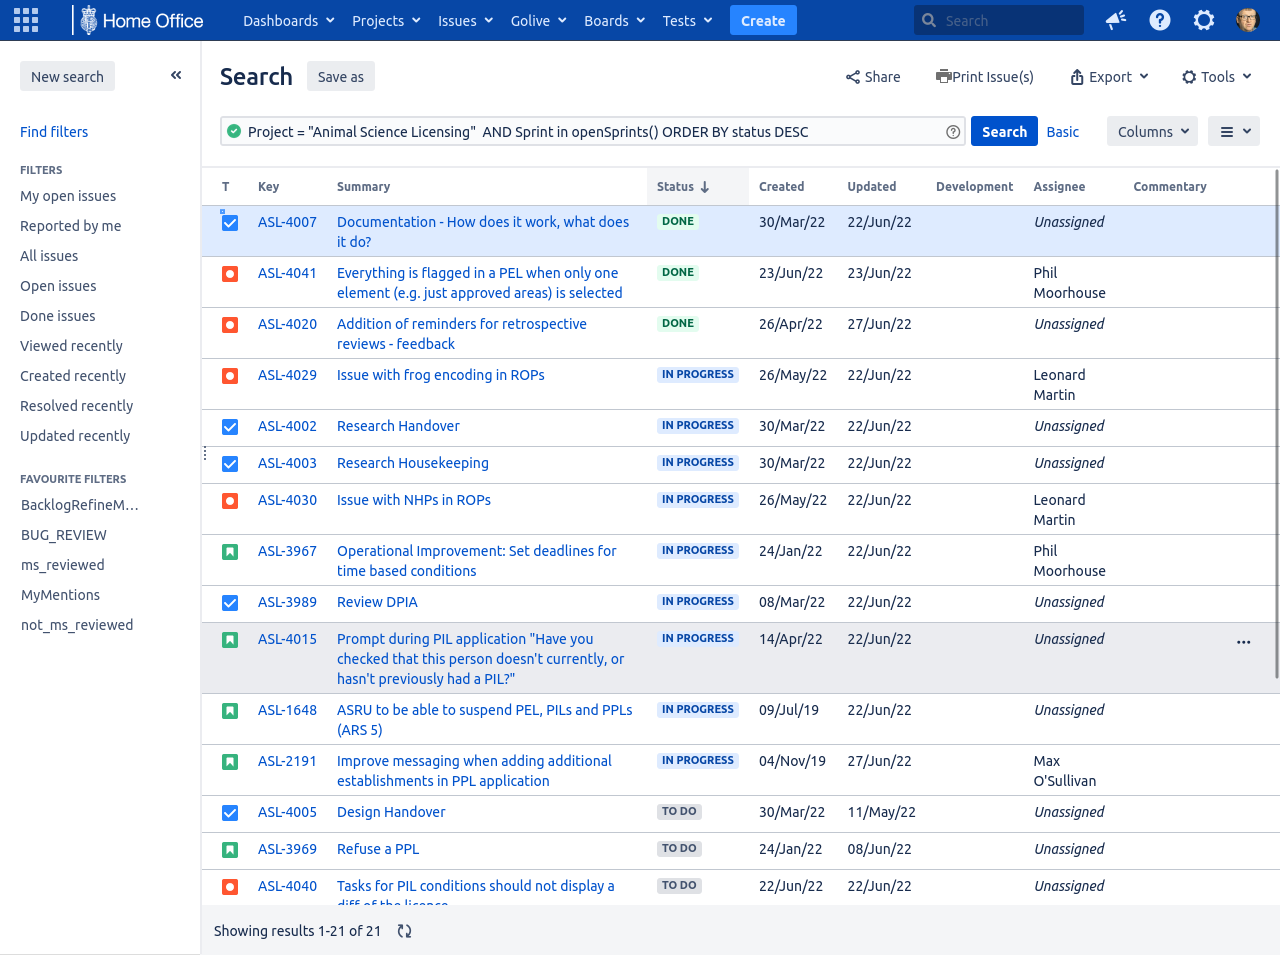 Home Office Dashboards Projects Issues Golive Boards Tests Create Search
New search
Find filters
FILTERS
My open issues
Reported by me
All issues
Open issues
Done issues
Viewed recently
Created recently
Resolved recently
Updated recently
FAVOURITE FILTERS
BacklogRefineM...
BUG_REVIEW
ms_reviewed
MyMentions
not_ms_reviewed
Search Save as Share Print Issue(s) Export Tools
Project = "Animal Science Licensing"  AND Sprint in openSprints() ORDER BY status DESC Search Basic Columns
T Key Summary Status Created Updated Development Assignee Commentary
ASL-4007 Documentation - How does it work, what does DONE 30/Mar/22 22/Jun/22 Unassigned
it do?
ASL-4041 Everything is flagged in a PEL when only one DONE 23/Jun/22 23/Jun/22 Phil
element (e.g. just approved areas) is selected Moorhouse
ASL-4020 Addition of reminders for retrospective DONE 26/Apr/22 27/Jun/22 Unassigned
reviews - feedback
ASL-4029 Issue with frog encoding in ROPs IN PROGRESS 26/May/22 22/Jun/22 Leonard
Martin
ASL-4002 Research Handover IN PROGRESS 30/Mar/22 22/Jun/22 Unassigned
ASL-4003 Research Housekeeping IN PROGRESS 30/Mar/22 22/Jun/22 Unassigned
ASL-4030 Issue with NHPs in ROPs IN PROGRESS 26/May/22 22/Jun/22 Leonard
Martin
ASL-3967 Operational Improvement: Set deadlines for IN PROGRESS 24/Jan/22 22/Jun/22 Phil
time based conditions Moorhouse
ASL-3989 Review DPIA IN PROGRESS 08/Mar/22 22/Jun/22 Unassigned
ASL-4015 Prompt during PIL application "Have you IN PROGRESS 14/Apr/22 22/Jun/22 Unassigned
checked that this person doesn't currently, or
hasn't previously had a PIL?"
ASL-1648 ASRU to be able to suspend PEL, PILs and PPLs IN PROGRESS 09/Jul/19 22/Jun/22 Unassigned
(ARS 5)
ASL-2191 Improve messaging when adding additional IN PROGRESS 04/Nov/19 27/Jun/22 Max
establishments in PPL application O'Sullivan
ASL-4005 Design Handover TO DO 30/Mar/22 11/May/22 Unassigned
ASL-3969 Refuse a PPL TO DO 24/Jan/22 08/Jun/22 Unassigned
ASL-4040 Tasks for PIL conditions should not display a TO DO 22/Jun/22 22/Jun/22 Unassigned
diff of the licence
Showing results 1-21 of 21